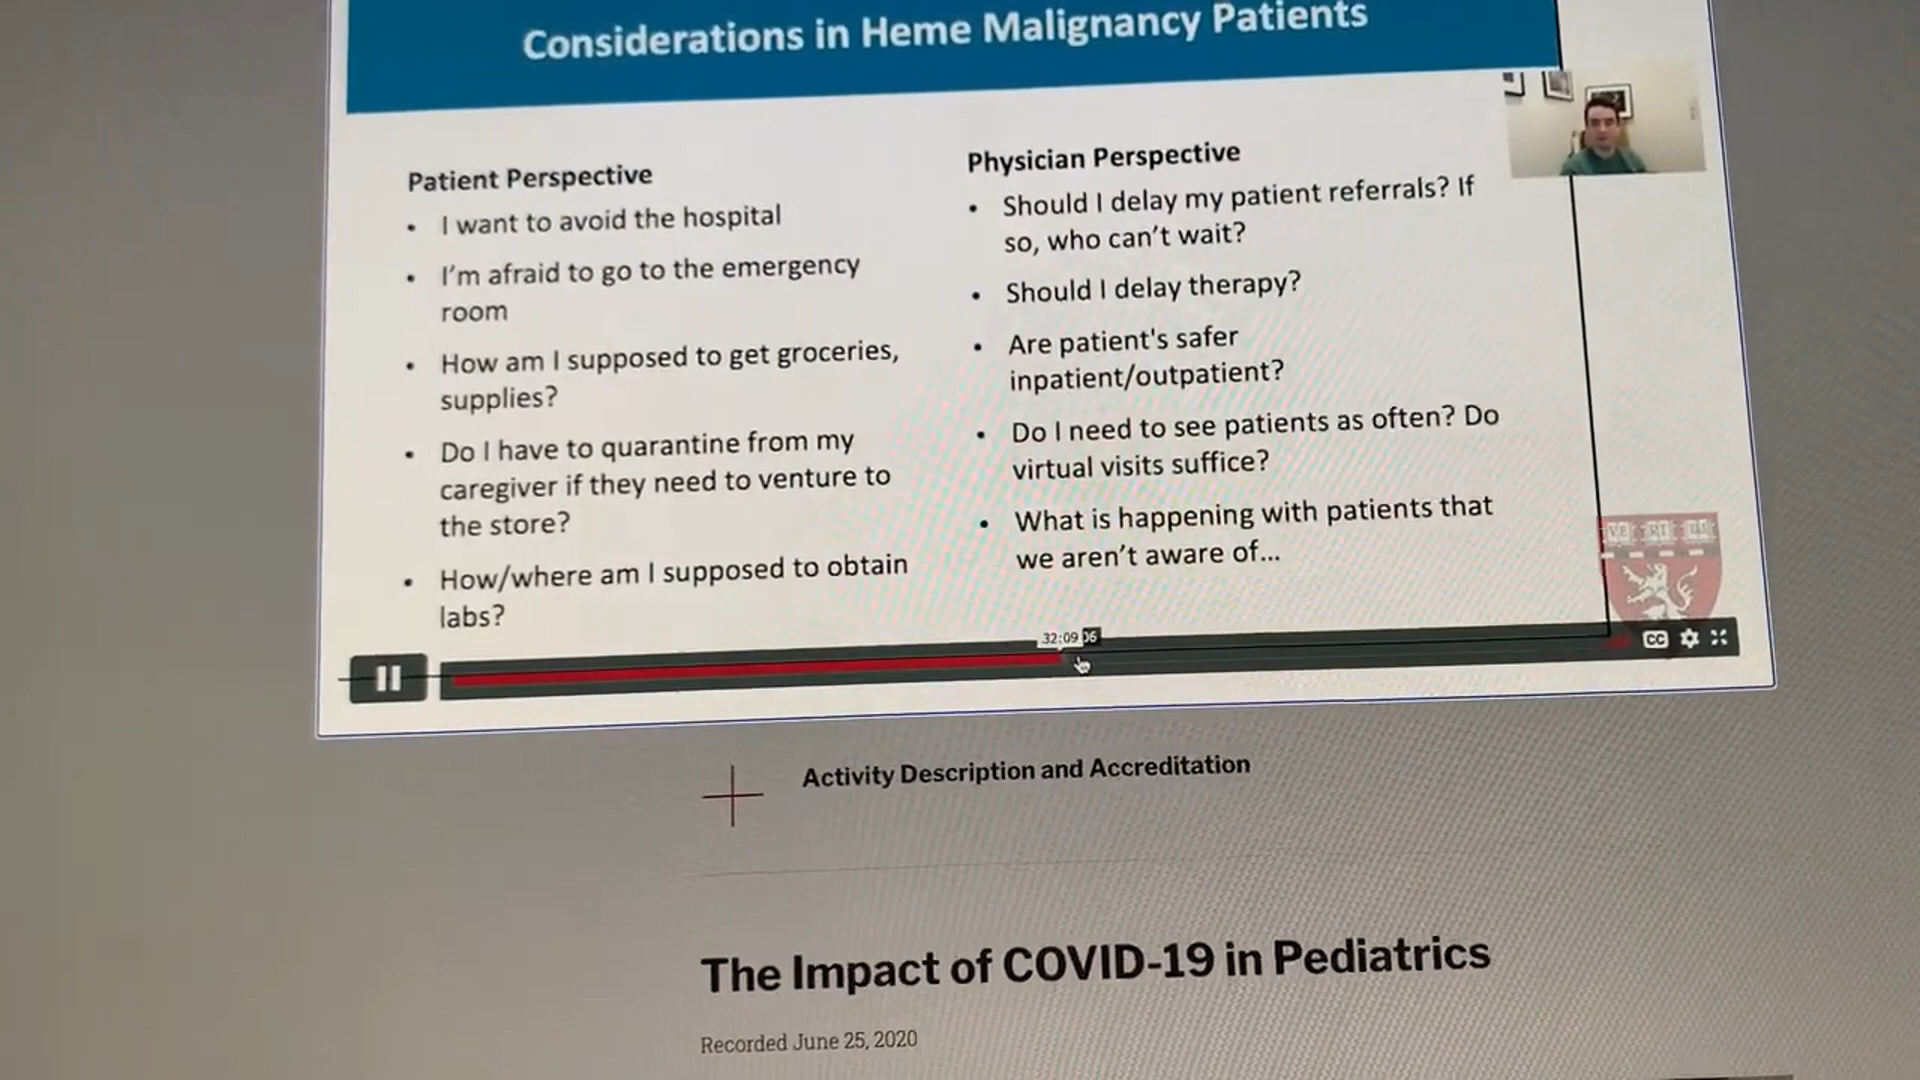 Considerations in Heme Malignancy Patients
Patient Perspective
• I want to avoid the hospital
• I'm afraid to go to the emergency
room
• How am I supposed to get groceries,
supplies?
• Do I have to quarantine from my
caregiver if they need to venture to
the store?
• How/where am I supposed to obtain
labs?
Physician Perspective
• Should I delay my patient referrals? If
so, who can't wait?
• Should I delay therapy?
• Are patient's safer
inpatient/outpatient?
• Do I need to see patients as often? Do
virtual visits suffice?
• What is happening with patients that
we aren't aware of...
VE RI TAS
32:09
06
CC
Activity Description and Accreditation
The Impact of COVID-19 in Pediatrics
Recorded June 25, 2020